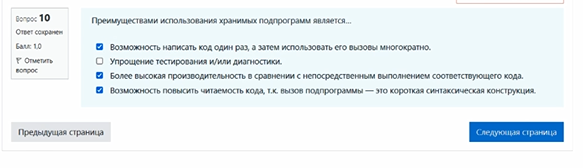 Вопрос 10
Ответ сохранен
Балл: 1,0
Отметить
вопрос
Преимуществами использования хранимых подпрограмм является...
Возможность написать код один раз, а затем использовать его вызовы многократно.
Упрощение тестирования и/или диагностики.
Более высокая производительность в сравнении с непосредственным выполнением соответствующего кода.
Возможность повысить читаемость кода, т.к. вызов подпрограммы — это короткая синтаксическая конструкция.
Предыдущая страница
Следующая страница